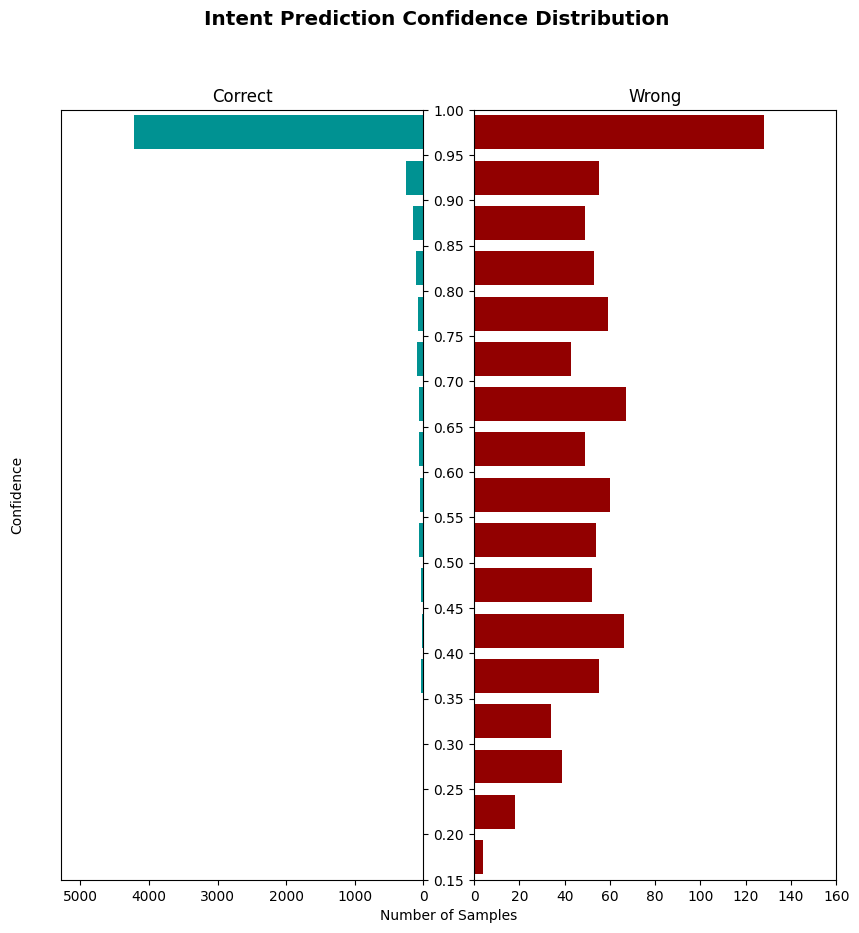 Intent Prediction Confidence Distribution
Correct
Wrong
1.00
0.95
0.90
0.85
0.80
0.75
0.70
0.65
0.60
0.55
0.50
0.45
0.40
0.35
0.30
0.25
0.20
0.15
Confidence
5000 4000 3000 2000 1000 0
0 20 40 60 80 100 120 140 160
Number of Samples